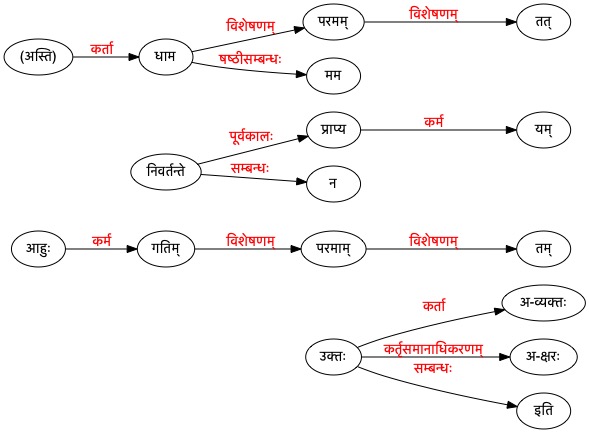 विशेषणम् परमम् विशेषणम् तत्
(अस्ति) कर्ता धाम
षष्ठीसम्बन्धः मम
पूर्वकालः प्राप्य कर्म यम्
निवर्तन्ते
सम्बन्धः न
आहुः कर्म गतिम् विशेषणम् परमाम् विशेषणम् तम्
कर्ता अ-व्यक्तः
उक्तः कर्तृसमानाधिकरणम् अ-क्षरः
सम्बन्धः
इति